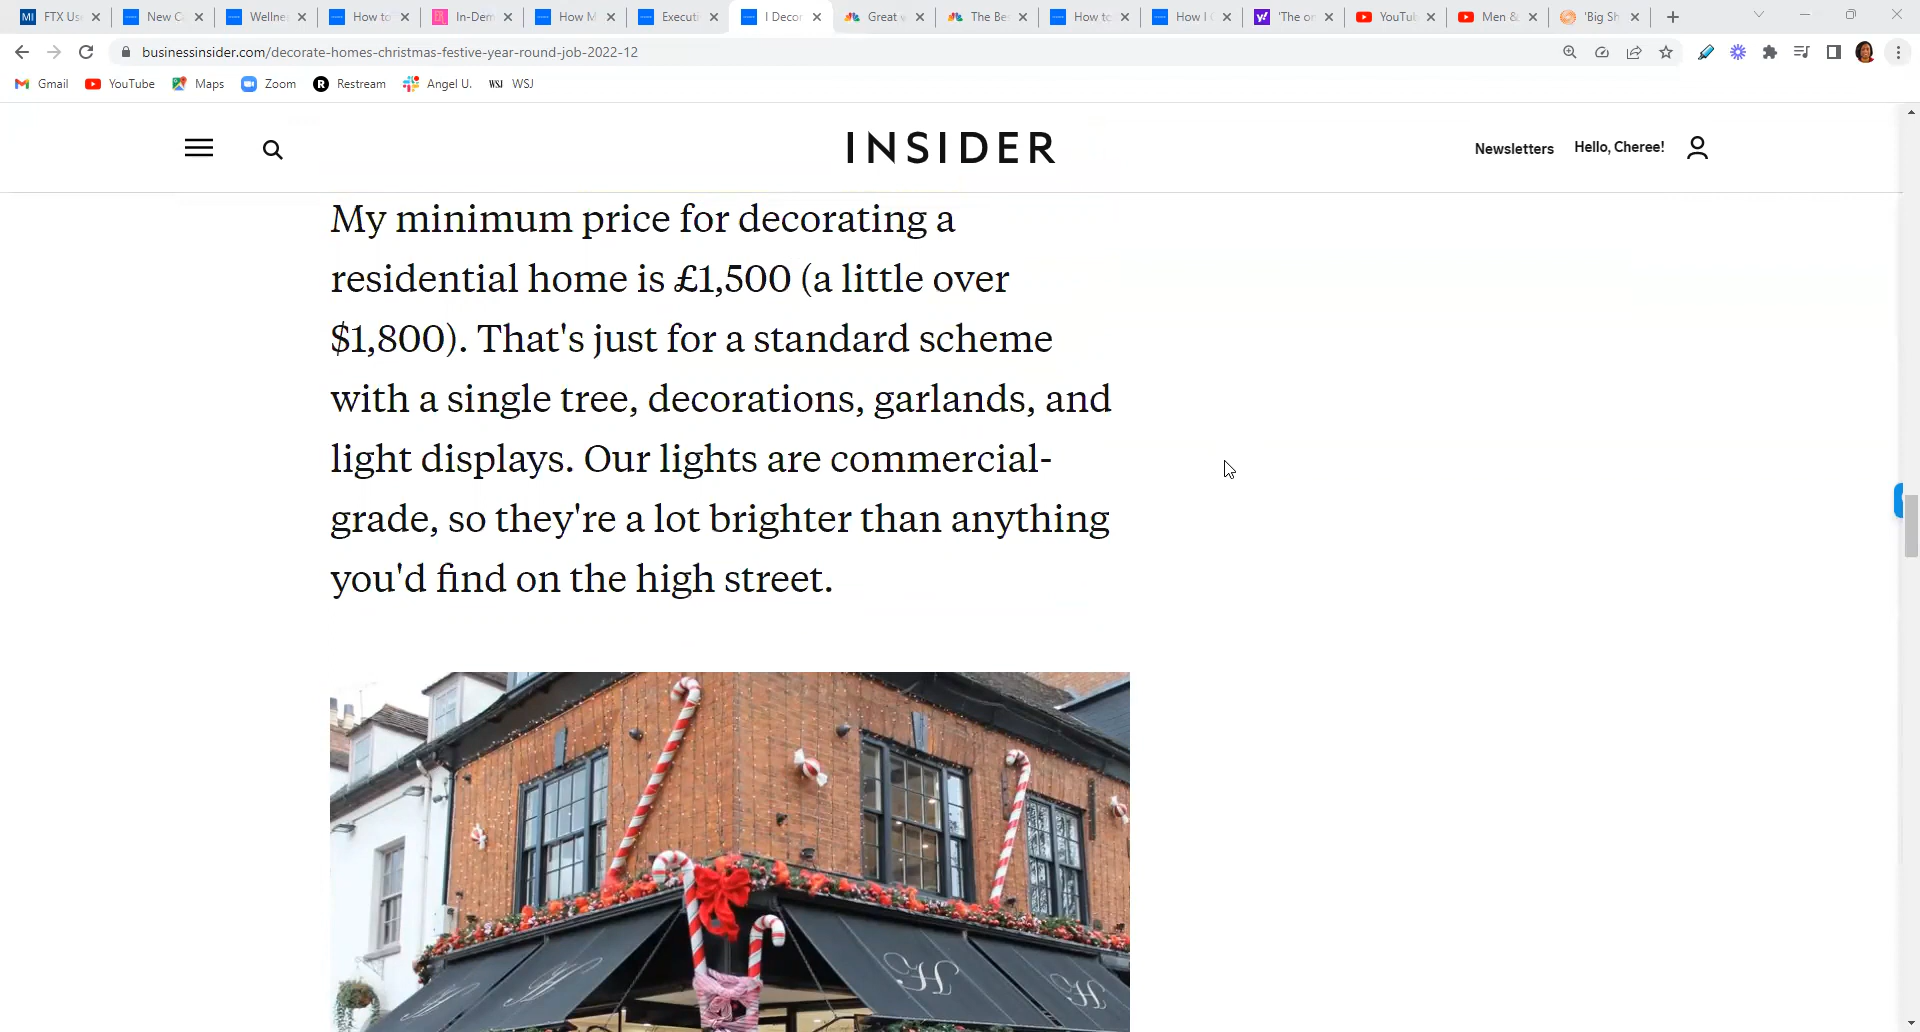 MI FTX Us
New C
Wellne
How to
In-Dem
How M
Executi
I Decor
Great
The Be
How to
How I
'The or
YouTub
Men &
'Big Sh
businessinsider.com/decorate-homes-christmas-festive-year-round-job-2022-12
Gmail YouTube Maps Zoom R Restream Angel U. WSJ WSJ
INSIDER
Newsletters Hello, Cheree!
My minimum price for decorating a
residential home is £1,500 (a little over
$1,800). That's just for a standard scheme
with a single tree, decorations, garlands, and
light displays. Our lights are commercial-
grade, so they're a lot brighter than anything
you'd find on the high street.
H
H